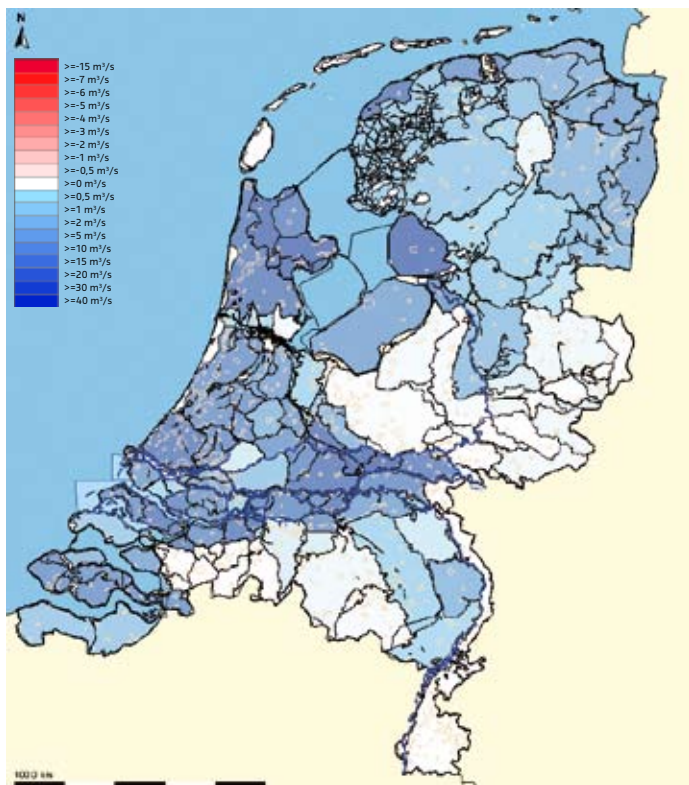 N
>=-15 m³/s
>=-7 m³/s
>=-6 m³/s
>=-5 m³/s
>=-4 m³/s
>=-3 m³/s
>=-2 m³/s
>=-1 m³/s
>=-0,5 m³/s
>=0 m³/s
>=0,5 m³/s
>=1 m³/s
>=2 m³/s
>=5 m³/s
>=10 m³/s
>=15 m³/s
>=20 m³/s
>=30 m³/s
>=40 m³/s